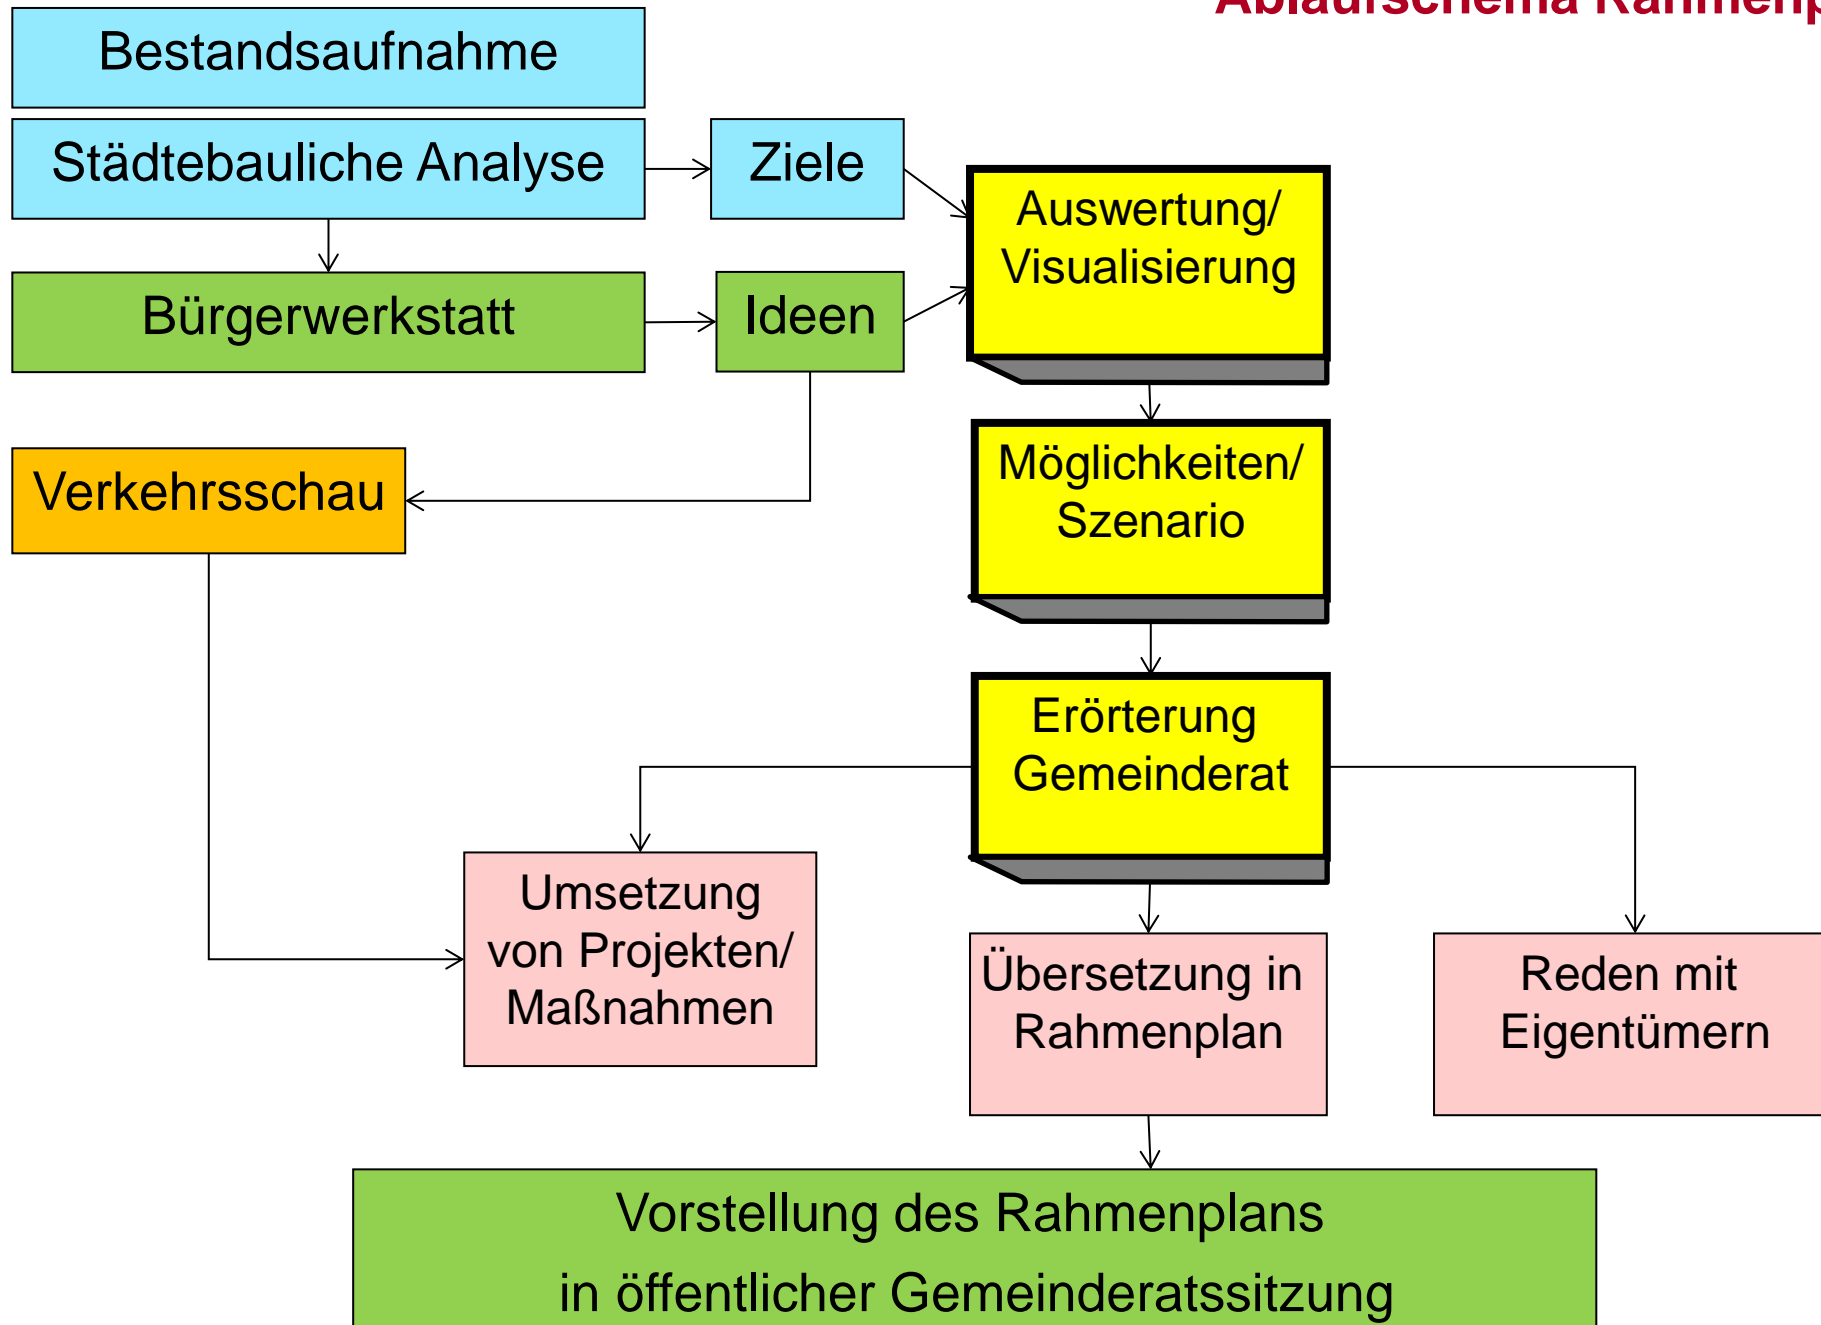 Ablaufschema
Bestandsaufnahme
Städtebauliche Analyse
Ziele
Auswertung/
Visualisierung
Bürgerwerkstatt
Ideen
Verkehrsschau
Möglichkeiten/
Szenario
Erörterung
Gemeinderat
Umsetzung
von Projekten/
Maßnahmen
Übersetzung in
Rahmenplan
Reden mit
Eigentümern
Vorstellung des Rahmenplans
in öffentlicher Gemeinderatssitzung